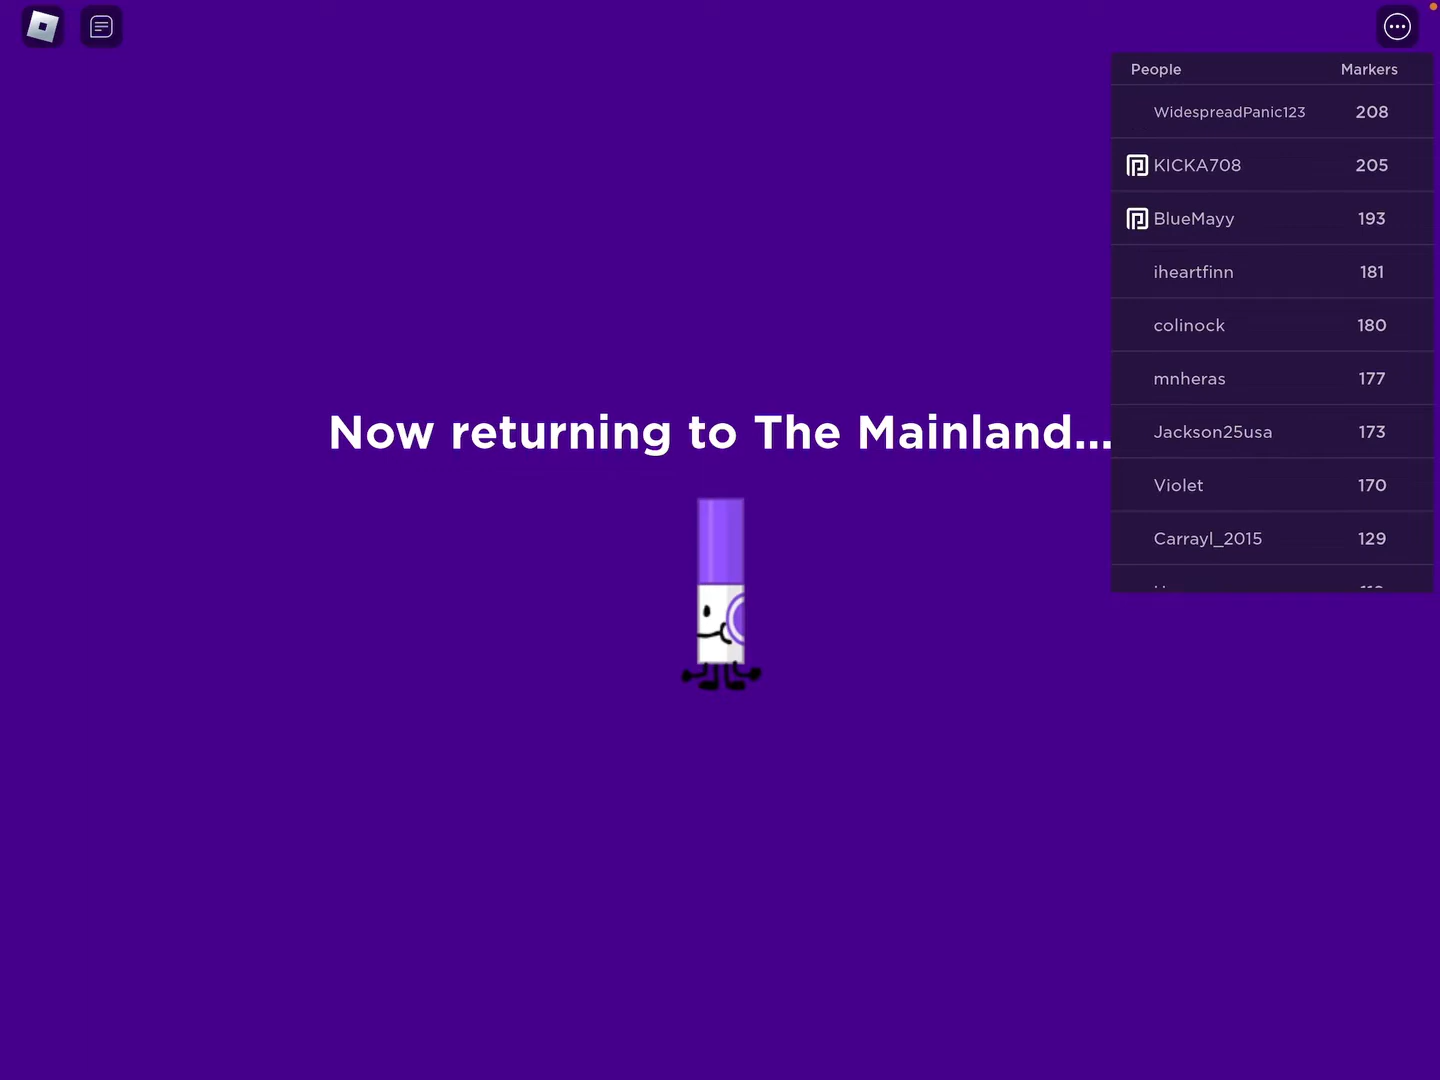 People Markers
WidespreadPanic123 208
KICKA708 205
BlueMayy 193
iheartfinn 181
colinock 180
mnheras 177
Jackson25usa 173
Violet 170
Carrayl_2015 129
Now returning to The Mainland...